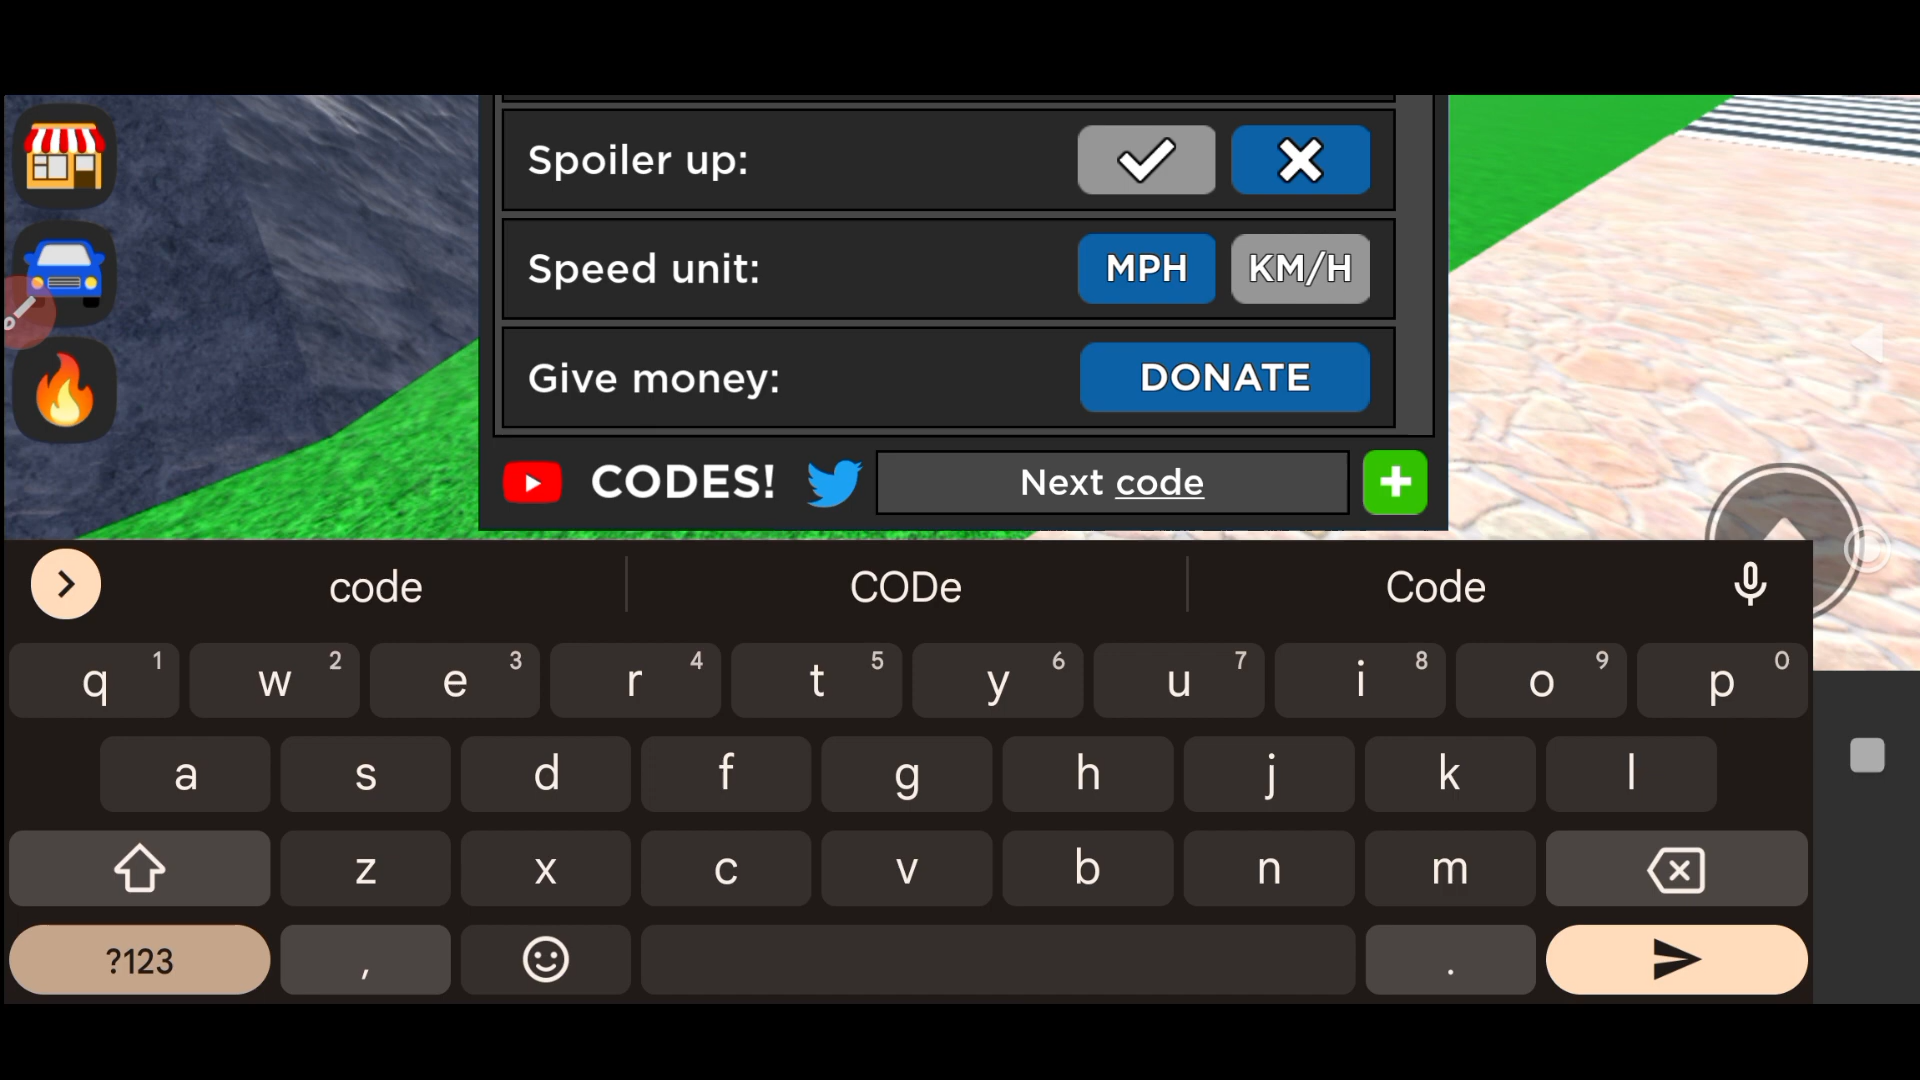 Spoiler up:
Speed unit: MPH KM/H
Give money: DONATE
CODES! Next code
code CODe Code
q 1 w 2 e 3 r 4 t 5 y 6 u 7 i 8 o 9 p 0
a s d f g h j k l
z x c v b n m
?123 , .